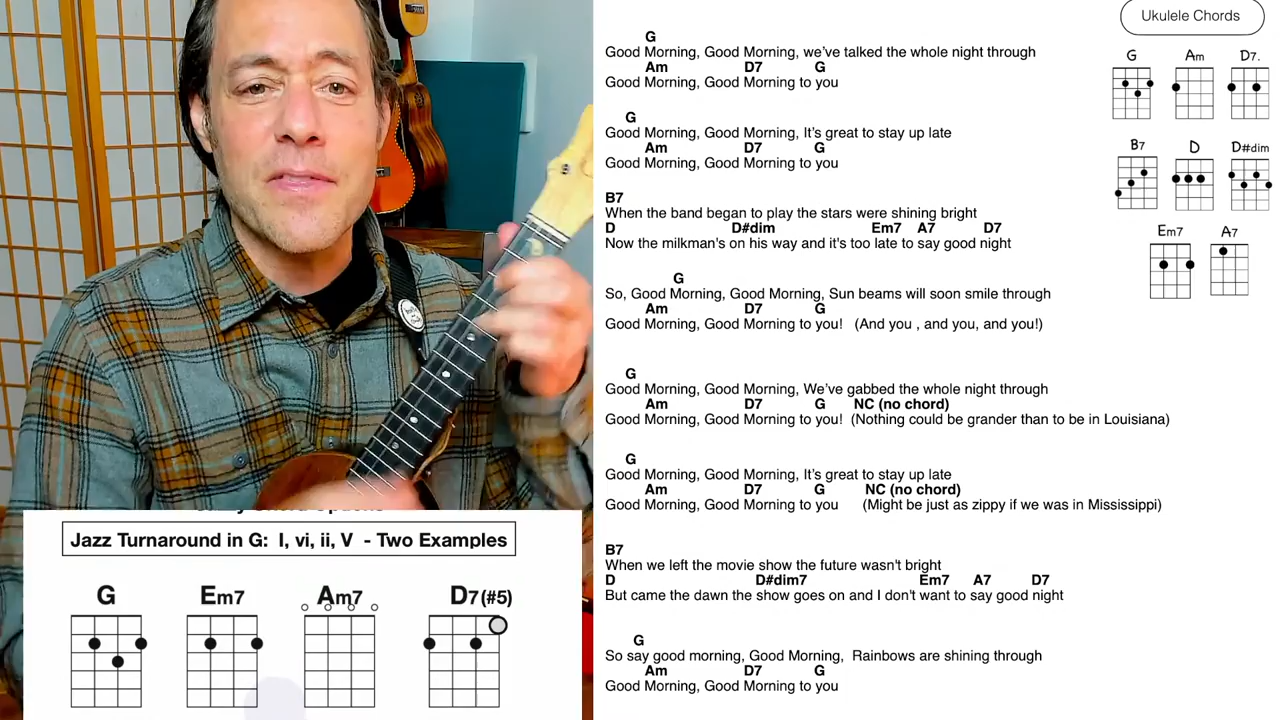 Ukulele Chords
G Am D7.
B7 D D#dim
Em7 A7
G
Good Morning, Good Morning, we've talked the whole night through
Am D7 G
Good Morning, Good Morning to you
G
Good Morning, Good Morning, It's great to stay up late
Am D7 G
Good Morning, Good Morning to you
B7
When the band began to play the stars were shining bright
D D#dim Em7 A7 D7
Now the milkman's on his way and it's too late to say good night
G
So, Good Morning, Good Morning, Sun beams will soon smile through
Am D7 G
Good Morning, Good Morning to you! (And you , and you, and you!)
G
Good Morning, Good Morning, We've gabbed the whole night through
Am D7 G NC (no chord)
Good Morning, Good Morning to you! (Nothing could be grander than to be in Louisiana)
G
Good Morning, Good Morning, It's great to stay up late
Am D7 G NC (no chord)
Good Morning, Good Morning to you (Might be just as zippy if we was in Mississippi)
B7
When we left the movie show the future wasn't bright
D D#dim7 Em7 A7 D7
But came the dawn the show goes on and I don't want to say good night
G
So say good morning, Good Morning, Rainbows are shining through
Am D7 G
Good Morning, Good Morning to you
Jazz Turnaround in G: I, vi, ii, V - Two Examples
G Em7 Am7 D7(#5)